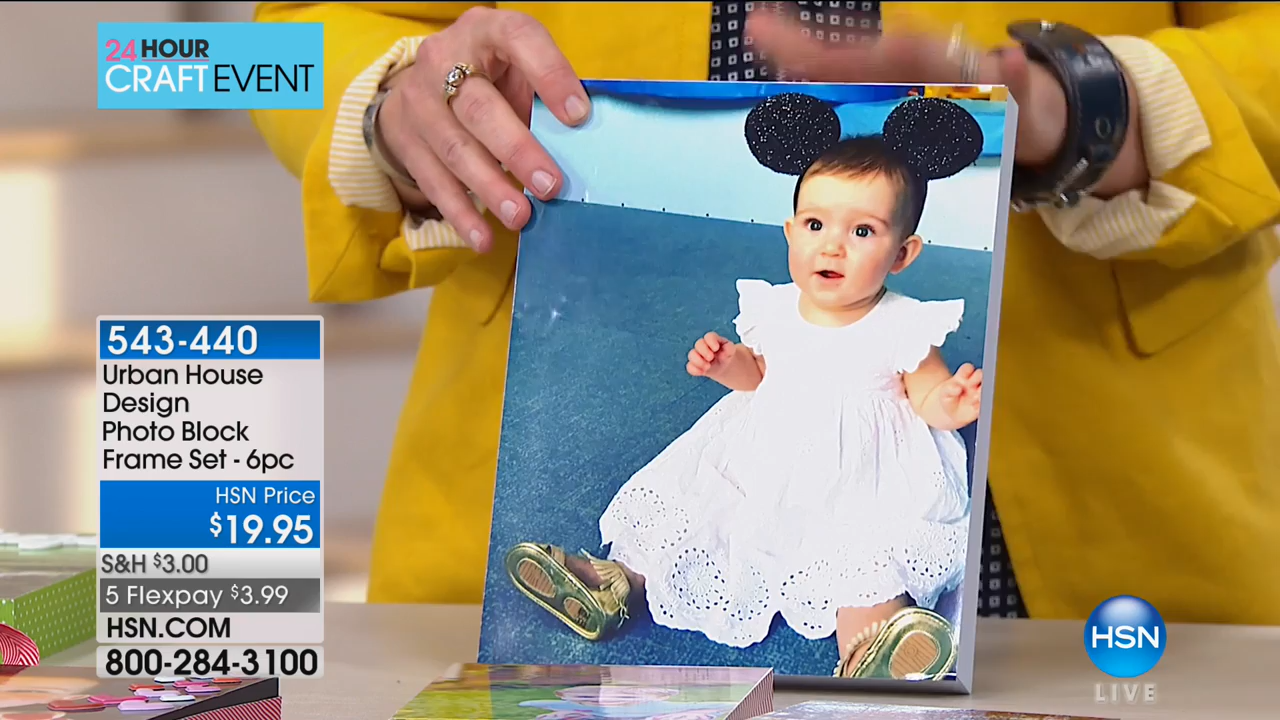 24 HOUR
CRAFT EVENT
543-440
Urban House
Design
Photo Block
Frame Set - 6pc
HSN Price
$19.95
S&H $3.00
5 Flexpay $3.99
HSN.COM
800-284-3100
HSN
LIVE